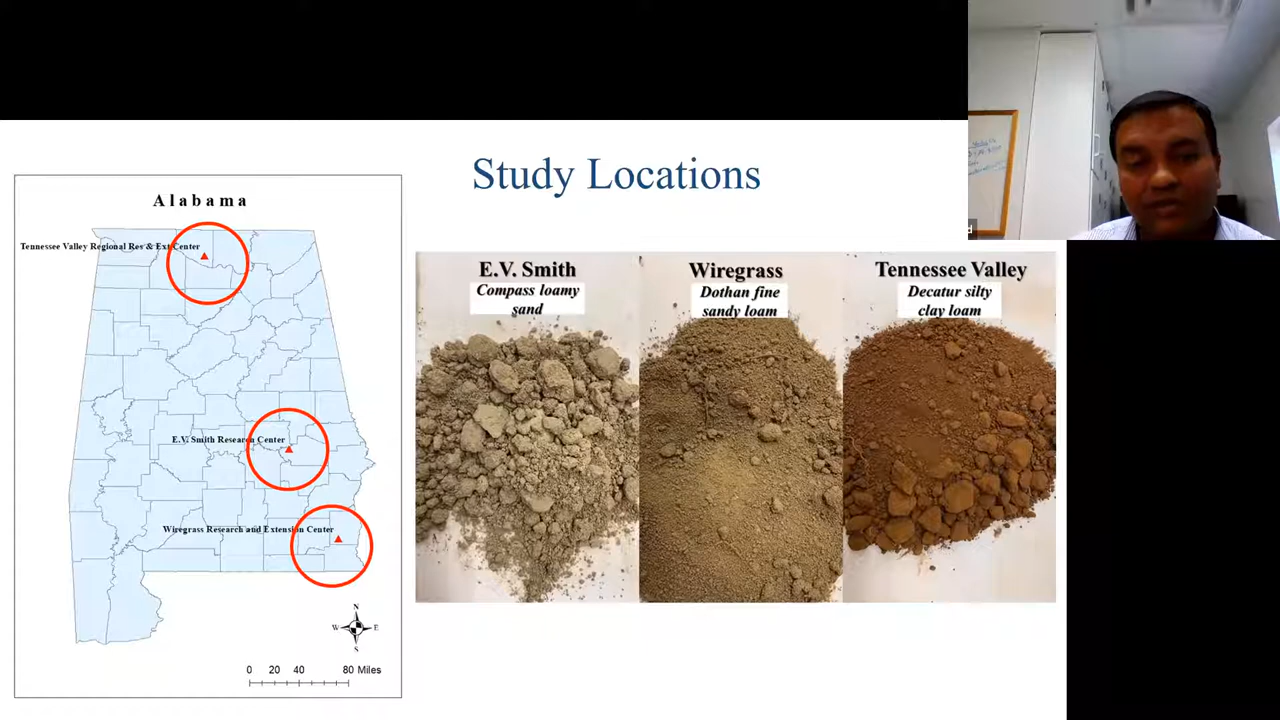 Study Locations
Alabama
Tennessee Valley Regional Res & Ext Center
E.V. Smith Research Center
Wiregrass Research and Extension Center
N
W
E
S
0 20 40 80 Miles
E.V. Smith
Compass loamy
sand
Wiregrass
Dothan fine
sandy loam
Tennessee Valley
Decatur silty
clay loam